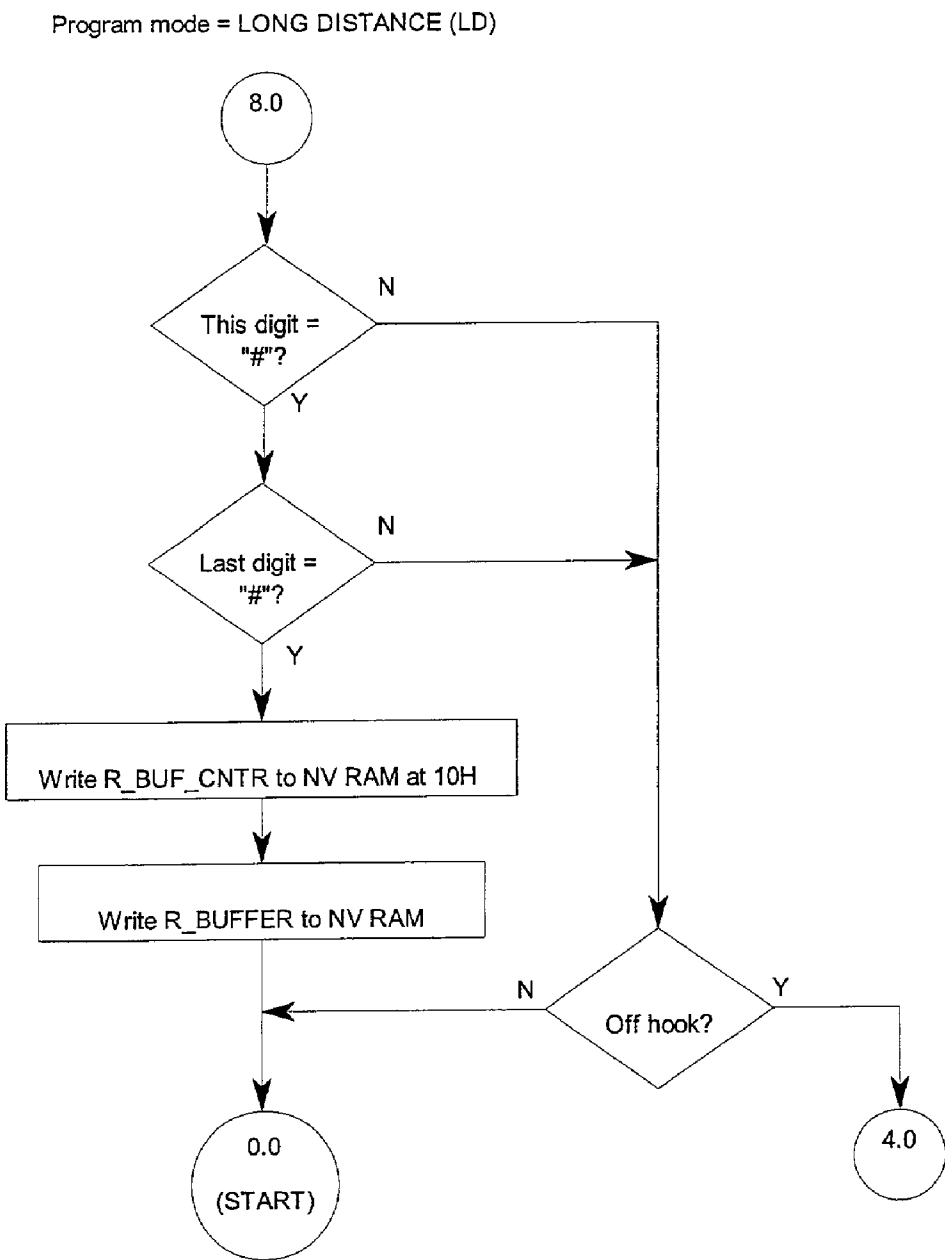 Program mode = LONG DISTANCE (LD)
8.0
N
This digit =
"#"?
Y
N
Last digit =
"#"?
Y
Write R_BUF_CNTR to NV RAM at 10H
Write R_BUFFER to NV RAM
N
Y
Off hook?
0.0
(START)
4.0